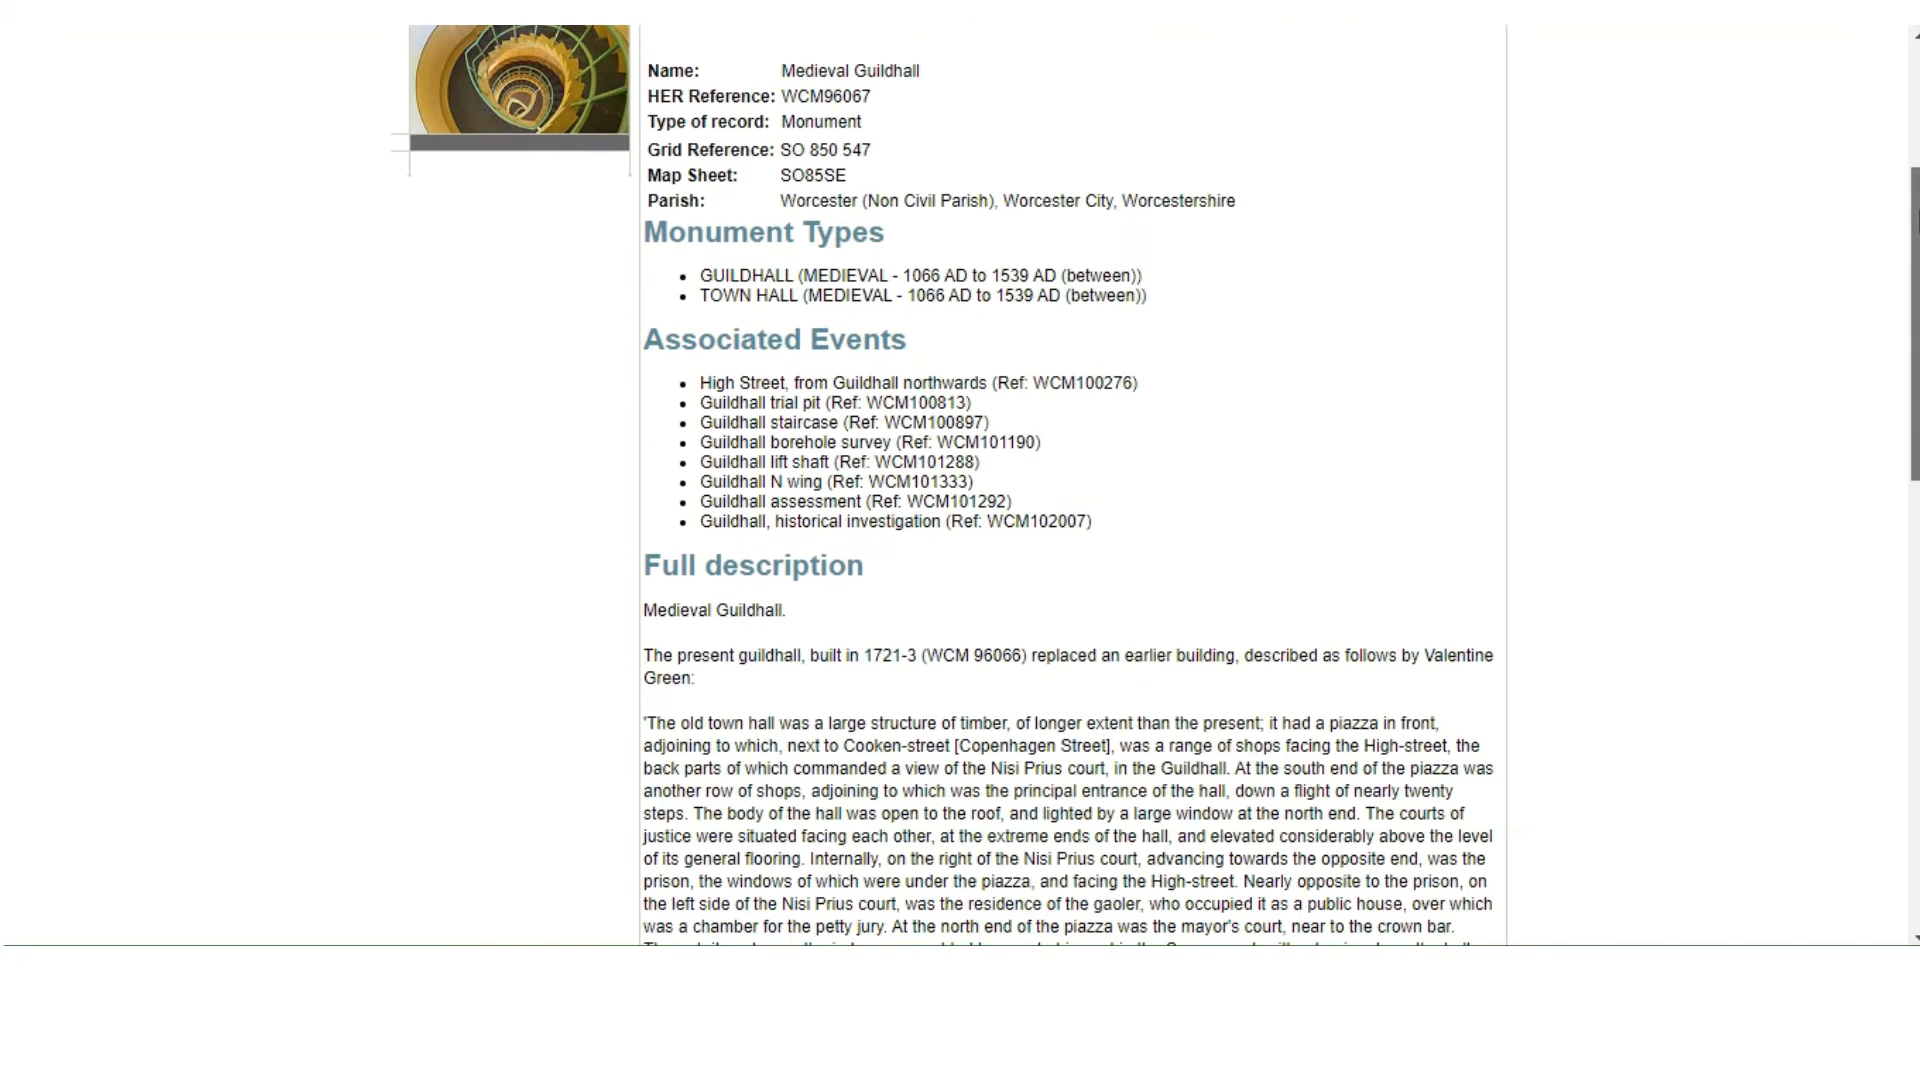 Name: Medieval Guildhall
HER Reference: WCM96067
Type of record: Monument
Grid Reference: SO 850 547
Map Sheet: SO85SE
Parish: Worcester (Non Civil Parish), Worcester City, Worcestershire
Monument Types
• GUILDHALL (MEDIEVAL - 1066 AD to 1539 AD (between))
• TOWN HALL (MEDIEVAL - 1066 AD to 1539 AD (between))
Associated Events
• High Street, from Guildhall northwards (Ref: WCM100276)
• Guildhall trial pit (Ref: WCM100813)
• Guildhall staircase (Ref: WCM100897)
• Guildhall borehole survey (Ref: WCM101190)
• Guildhall lift shaft (Ref: WCM101288)
• Guildhall N wing (Ref: WCM101333)
• Guildhall assessment (Ref: WCM101292)
• Guildhall, historical investigation (Ref: WCM102007)
Full description
Medieval Guildhall.
The present guildhall, built in 1721-3 (WCM 96066) replaced an earlier building, described as follows by Valentine
Green:
'The old town hall was a large structure of timber, of longer extent than the present; it had a piazza in front,
adjoining to which, next to Cooken-street [Copenhagen Street], was a range of shops facing the High-street, the
back parts of which commanded a view of the Nisi Prius court, in the Guildhall. At the south end of the piazza was
another row of shops, adjoining to which was the principal entrance of the hall, down a flight of nearly twenty
steps. The body of the hall was open to the roof, and lighted by a large window at the north end. The courts of
justice were situated facing each other, at the extreme ends of the hall, and elevated considerably above the level
of its general flooring. Internally, on the right of the Nisi Prius court, advancing towards the opposite end, was the
prison, the windows of which were under the piazza, and facing the High-street. Nearly opposite to the prison, on
the left side of the Nisi Prius court, was the residence of the gaoler, who occupied it as a public house, over which
was a chamber for the petty jury. At the north end of the piazza was the mayor's court, near to the crown bar.